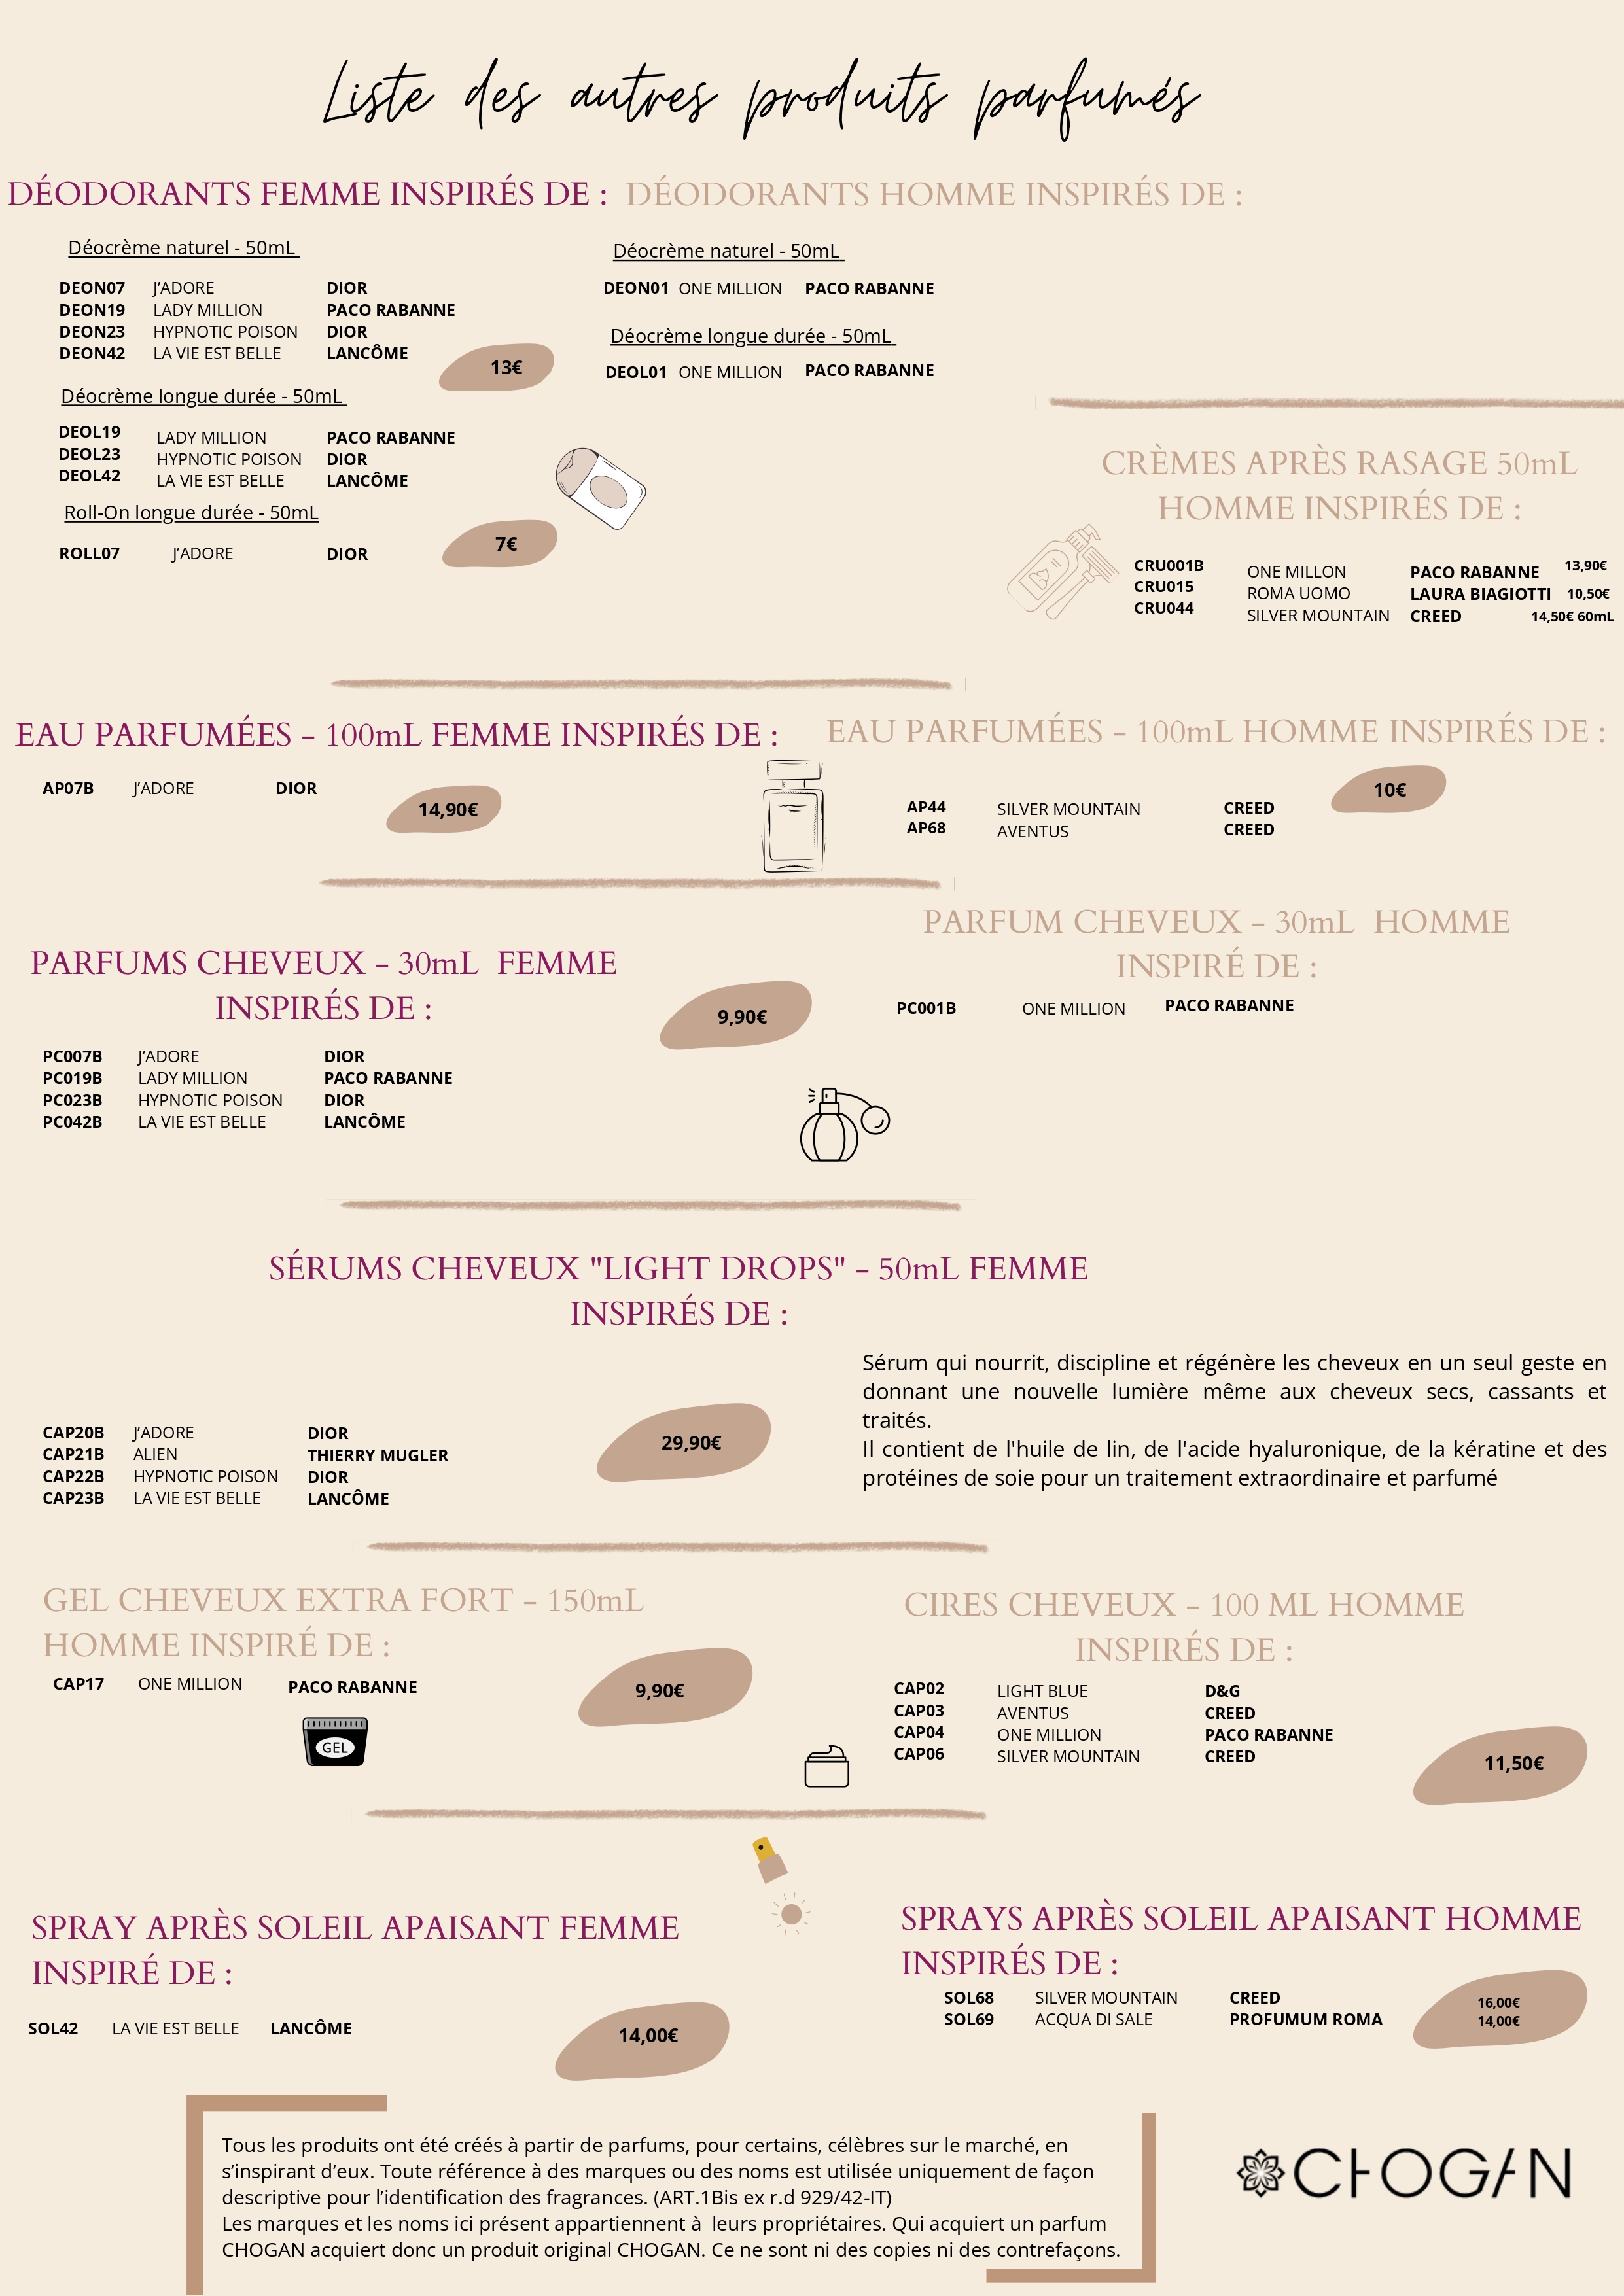 Liste des autres produits parfumés
DÉODORANTS FEMME INSPIRÉS DE :
Déocrème naturel - 50mL
DEON07 J’ADORE DIOR
DEON19 LADY MILLION PACO RABANNE
DEON23 HYPNOTIC POISON DIOR
DEON42 LA VIE EST BELLE LANCÔME
13€
Déocrème longue durée - 50mL
DEOL19 LADY MILLION PACO RABANNE
DEOL23 HYPNOTIC POISON DIOR
DEOL42 LA VIE EST BELLE LANCÔME
Roll-On longue durée - 50mL
ROLL07 J’ADORE DIOR
7€
DÉODORANTS HOMME INSPIRÉS DE :
Déocrème naturel - 50mL
DEON01 ONE MILLION PACO RABANNE
Déocrème longue durée - 50mL
DEOL01 ONE MILLION PACO RABANNE
CRÈMES APRÈS RASAGE 50mL
HOMME INSPIRÉS DE :
CRU001B ONE MILLON PACO RABANNE 13,90€
CRU015 ROMA UOMO LAURA BIAGIOTTI 10,50€
CRU044 SILVER MOUNTAIN CREED 14,50€ 60mL
EAU PARFUMÉES - 100mL FEMME INSPIRÉS DE :
AP07B J’ADORE DIOR
14,90€
EAU PARFUMÉES - 100mL HOMME INSPIRÉS DE :
10€
AP44 SILVER MOUNTAIN CREED
AP68 AVENTUS CREED
PARFUMS CHEVEUX - 30mL FEMME
INSPIRÉS DE :
9,90€
PC007B J’ADORE DIOR
PC019B LADY MILLION PACO RABANNE
PC023B HYPNOTIC POISON DIOR
PC042B LA VIE EST BELLE LANCÔME
PARFUM CHEVEUX - 30mL HOMME
INSPIRÉ DE :
PC001B ONE MILLION PACO RABANNE
SÉRUMS CHEVEUX "LIGHT DROPS" - 50mL FEMME
INSPIRÉS DE :
CAP20B J’ADORE DIOR
CAP21B ALIEN THIERRY MUGLER
CAP22B HYPNOTIC POISON DIOR
CAP23B LA VIE EST BELLE LANCÔME
29,90€
Sérum qui nourrit, discipline et régénère les cheveux en un seul geste en
donnant une nouvelle lumière même aux cheveux secs, cassants et
traités.
Il contient de l'huile de lin, de l'acide hyaluronique, de la kératine et des
protéines de soie pour un traitement extraordinaire et parfumé
GEL CHEVEUX EXTRA FORT - 150mL
HOMME INSPIRÉ DE :
CAP17 ONE MILLION PACO RABANNE
9,90€
GEL
CIRES CHEVEUX - 100 ML HOMME
INSPIRÉS DE :
CAP02 LIGHT BLUE D&G
CAP03 AVENTUS CREED
CAP04 ONE MILLION PACO RABANNE
CAP06 SILVER MOUNTAIN CREED
11,50€
SPRAY APRÈS SOLEIL APAISANT FEMME
INSPIRÉ DE :
SOL42 LA VIE EST BELLE LANCÔME
14,00€
SPRAYS APRÈS SOLEIL APAISANT HOMME
INSPIRÉS DE :
SOL68 SILVER MOUNTAIN CREED 16,00€
SOL69 ACQUA DI SALE PROFUMUM ROMA 14,00€
Tous les produits ont été créés à partir de parfums, pour certains, célèbres sur le marché, en
s’inspirant d’eux. Toute référence à des marques ou des noms est utilisée uniquement de façon
descriptive pour l’identification des fragrances. (ART.1Bis ex r.d 929/42-IT)
Les marques et les noms ici présent appartiennent à leurs propriétaires. Qui acquiert un parfum
CHOGAN acquiert donc un produit original CHOGAN. Ce ne sont ni des copies ni des contrefaçons.
CHOGAN